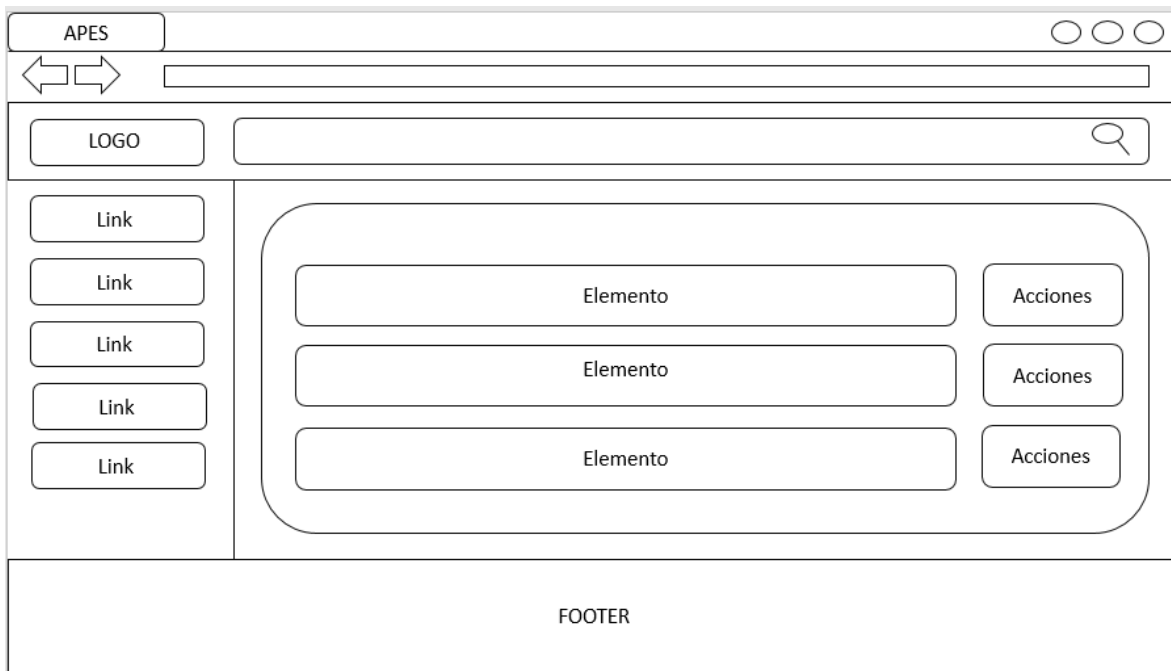 APES
LOGO
Link
Link
Link
Link
Link
Elemento
Acciones
Elemento
Acciones
Elemento
Acciones
FOOTER